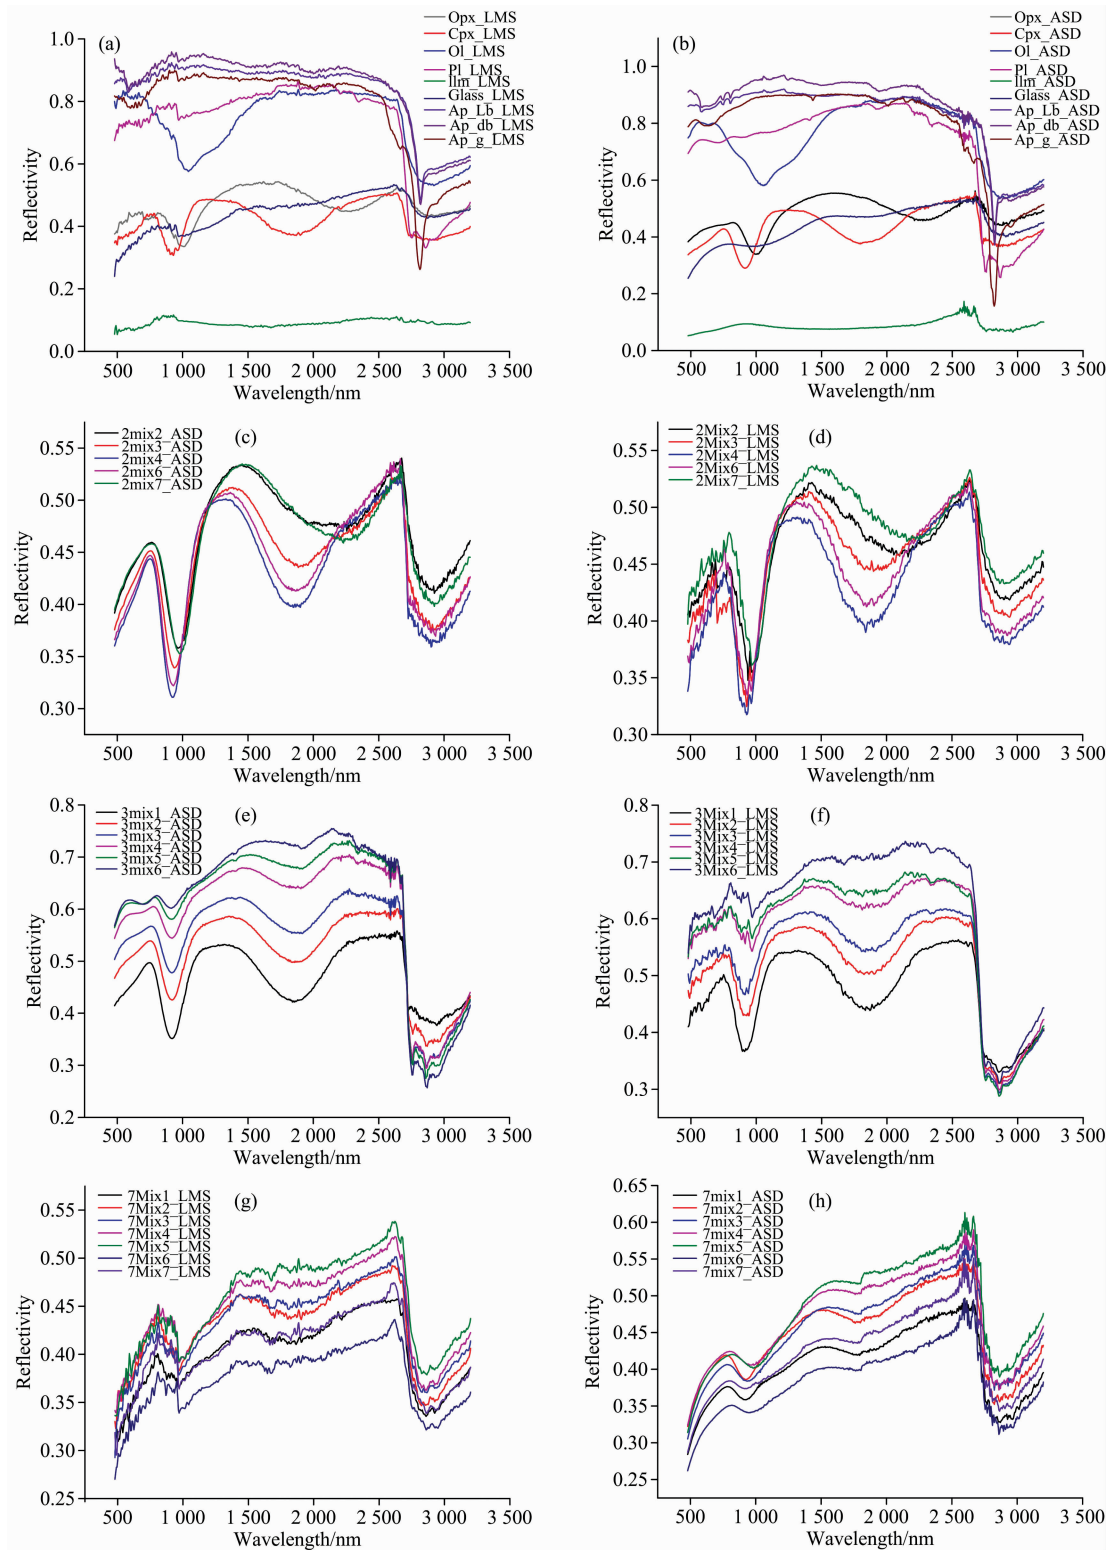 (a)
Opx_LMS
Cpx_LMS
Ol_LMS
Pl_LMS
Ilm_LMS
Glass_LMS
Ap_Lb_LMS
Ap_db_LMS
Ap_g_LMS
1.0
0.8
0.6
0.4
0.2
0.0
Reflectivity
500 1 000 1 500 2 000 2 500 3 000 3 500
Wavelength/nm
(b)
Opx_ASD
Cpx_ASD
Ol_ASD
Pl_ASD
Ilm_ASD
Glass_ASD
Ap_Lb_ASD
Ap_db_ASD
Ap_g_ASD
1.0
0.8
0.6
0.4
0.2
0.0
Reflectivity
500 1 000 1 500 2 000 2 500 3 000 3 500
Wavelength/nm
(c)
2mix2_ASD
2mix3_ASD
2mix4_ASD
2mix6_ASD
2mix7_ASD
0.55
0.50
0.45
0.40
0.35
0.30
Reflectivity
500 1 000 1 500 2 000 2 500 3 000 3 500
Wavelength/nm
(d)
2Mix2_LMS
2Mix3_LMS
2Mix4_LMS
2Mix6_LMS
2Mix7_LMS
0.55
0.50
0.45
0.40
0.35
0.30
Reflectivity
500 1 000 1 500 2 000 2 500 3 000 3 500
Wavelength/nm
(e)
3mix1_ASD
3mix2_ASD
3mix3_ASD
3mix4_ASD
3mix5_ASD
3mix6_ASD
0.8
0.7
0.6
0.5
0.4
0.3
0.2
Reflectivity
500 1 000 1 500 2 000 2 500 3 000 3 500
Wavelength/nm
(f)
3Mix1_LMS
3Mix2_LMS
3Mix3_LMS
3Mix4_LMS
3Mix5_LMS
3Mix6_LMS
0.8
0.7
0.6
0.5
0.4
0.3
Reflectivity
500 1 000 1 500 2 000 2 500 3 000 3 500
Wavelength/nm
(g)
7Mix1_LMS
7Mix2_LMS
7Mix3_LMS
7Mix4_LMS
7Mix5_LMS
7Mix6_LMS
7Mix7_LMS
0.55
0.50
0.45
0.40
0.35
0.30
0.25
Reflectivity
500 1 000 1 500 2 000 2 500 3 000 3 500
Wavelength/nm
(h)
7mix1_ASD
7mix2_ASD
7mix3_ASD
7mix4_ASD
7mix5_ASD
7mix6_ASD
7mix7_ASD
0.65
0.60
0.55
0.50
0.45
0.40
0.35
0.30
0.25
Reflectivity
500 1 000 1 500 2 000 2 500 3 000 3 500
Wavelength/nm